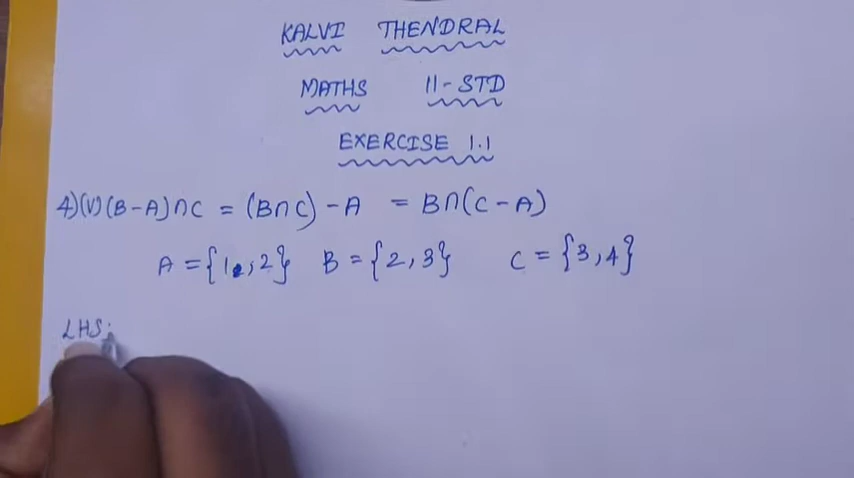 KALVI THENDRAL
MATHS 11-STD
EXERCISE 1.1
4)(V)(B-A)∩C = (B∩C)-A = B∩(C-A)
A = {1,2} B = {2,3} C = {3,4}
LHS: